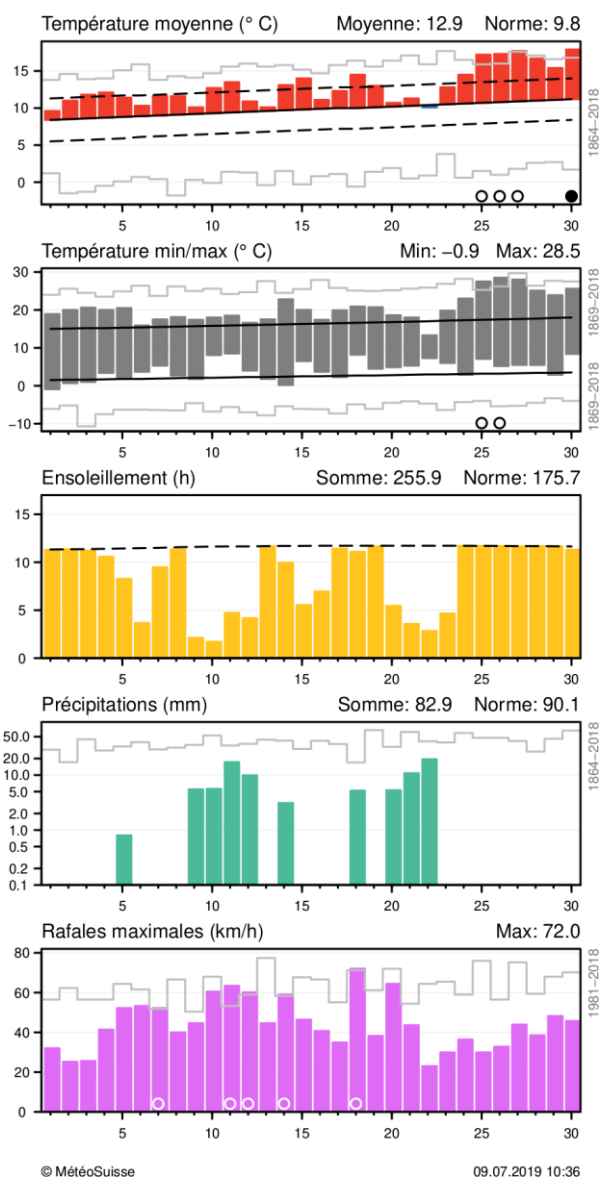 Température moyenne (° C) Moyenne: 12.9 Norme: 9.8
15
10
5
0
1864–2018
5 10 15 20 25 30
Température min/max (° C) Min: −0.9 Max: 28.5
30
20
10
0
−10
1869–2018
1869–2018
5 10 15 20 25 30
Ensoleillement (h) Somme: 255.9 Norme: 175.7
15
10
5
0
5 10 15 20 25 30
Précipitations (mm) Somme: 82.9 Norme: 90.1
50.0
20.0
10.0
5.0
2.0
1.0
0.5
0.2
0.1
1864–2018
5 10 15 20 25 30
Rafales maximales (km/h) Max: 72.0
80
60
40
20
0
1981–2018
5 10 15 20 25 30
© MétéoSuisse 09.07.2019 10:36